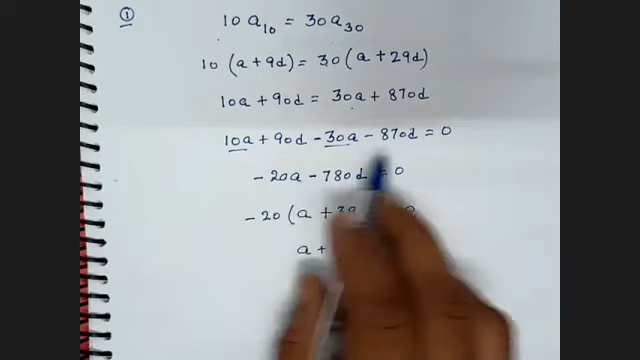 ①
10 a₁₀ = 30 a₃₀
10 (a + 9d) = 30 (a + 29d)
10a + 90d = 30a + 870d
10a + 90d - 30a - 870d = 0
- 20a - 780d = 0
- 20 (a + 39
a +